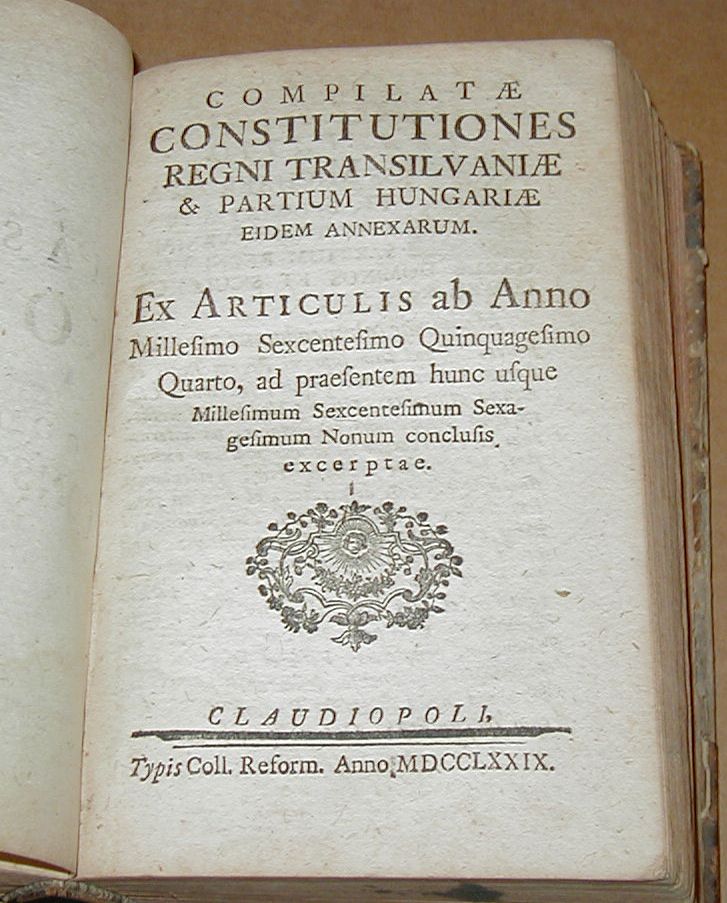 COMPILATÆ
CONSTITUTIONES
REGNI TRANSILVANIÆ
& PARTIUM HUNGARIÆ
EIDEM ANNEXARUM.
EX ARTICULIS ab Anno
Milleſimo Sexcenteſimo Quinquageſimo
Quarto, ad praeſentem hunc uſque
Milleſimum Sexcenteſimum Sexa-
geſimum Nonum concluſis
excerptae.
CLAUDIOPOLI,
Typis Coll. Reform. Anno MDCCLXXIX.